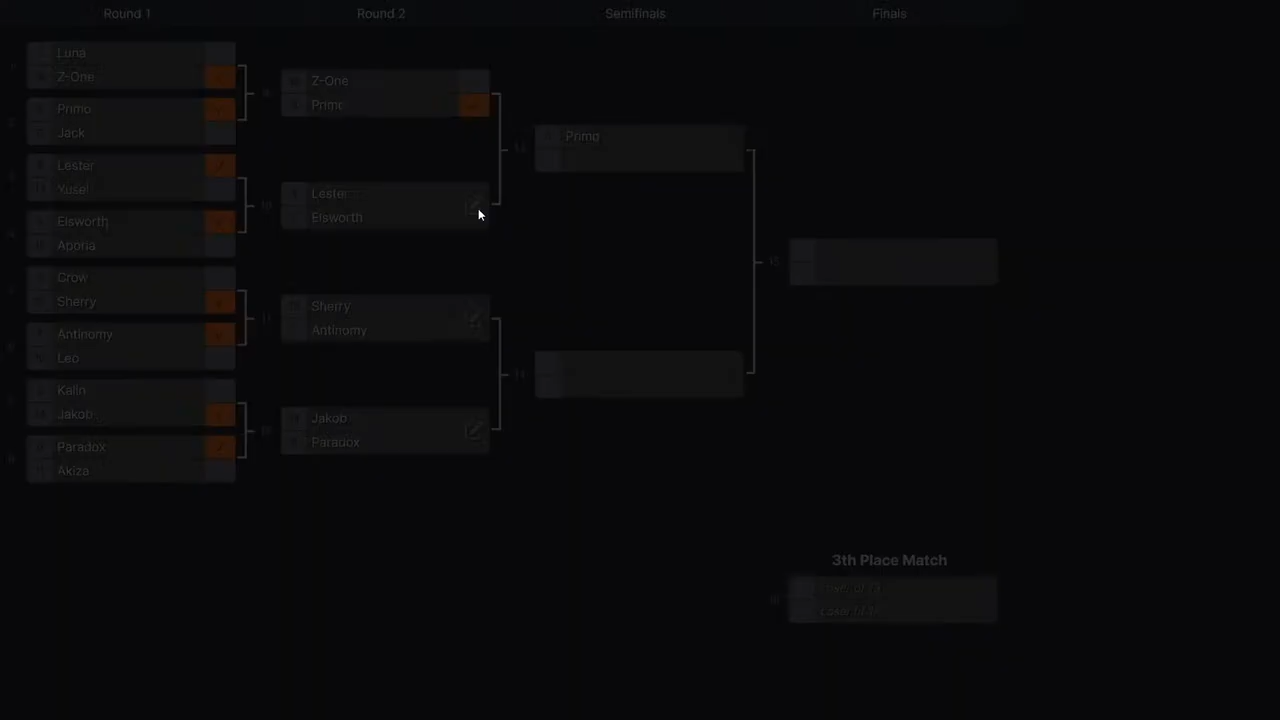 Round 1
Round 2
Semifinals
Finals
Luna
Z-One
Primo
Jack
Lester
Yusei
Elsworth
Aporia
Crow
Sherry
Antinomy
Leo
Kalin
Jakob
Paradox
Akiza
Z-One
Primo
Lester
Elsworth
Sherry
Antinomy
Jakob
Paradox
Primo
3th Place Match